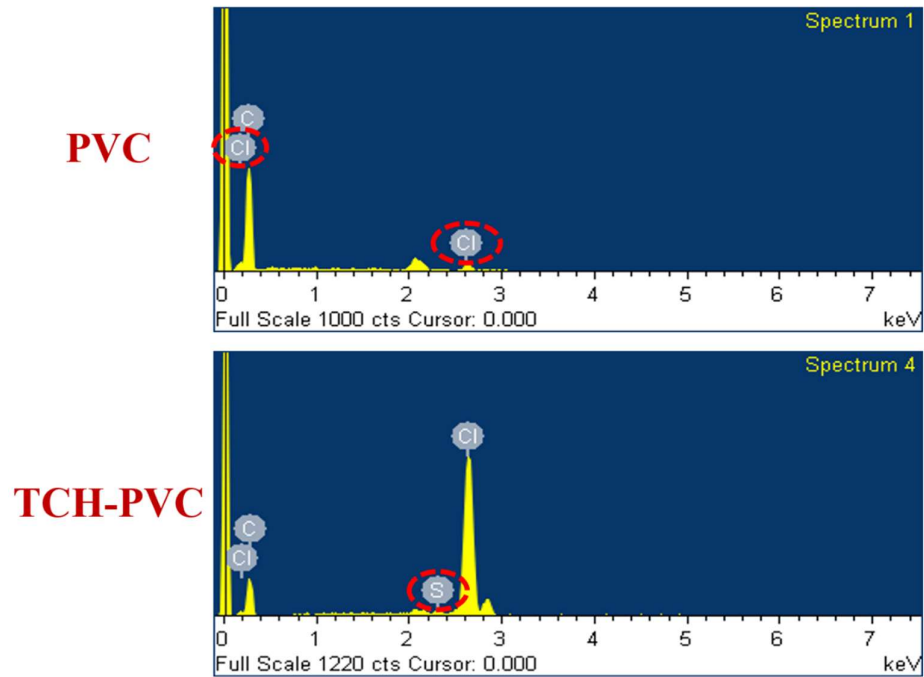 PVC
Spectrum 1
C
Cl
Cl
0 1 2 3 4 5 6 7
Full Scale 1000 cts Cursor: 0.000 keV
TCH-PVC
Spectrum 4
Cl
C
Cl
S
0 1 2 3 4 5 6 7
Full Scale 1220 cts Cursor: 0.000 keV